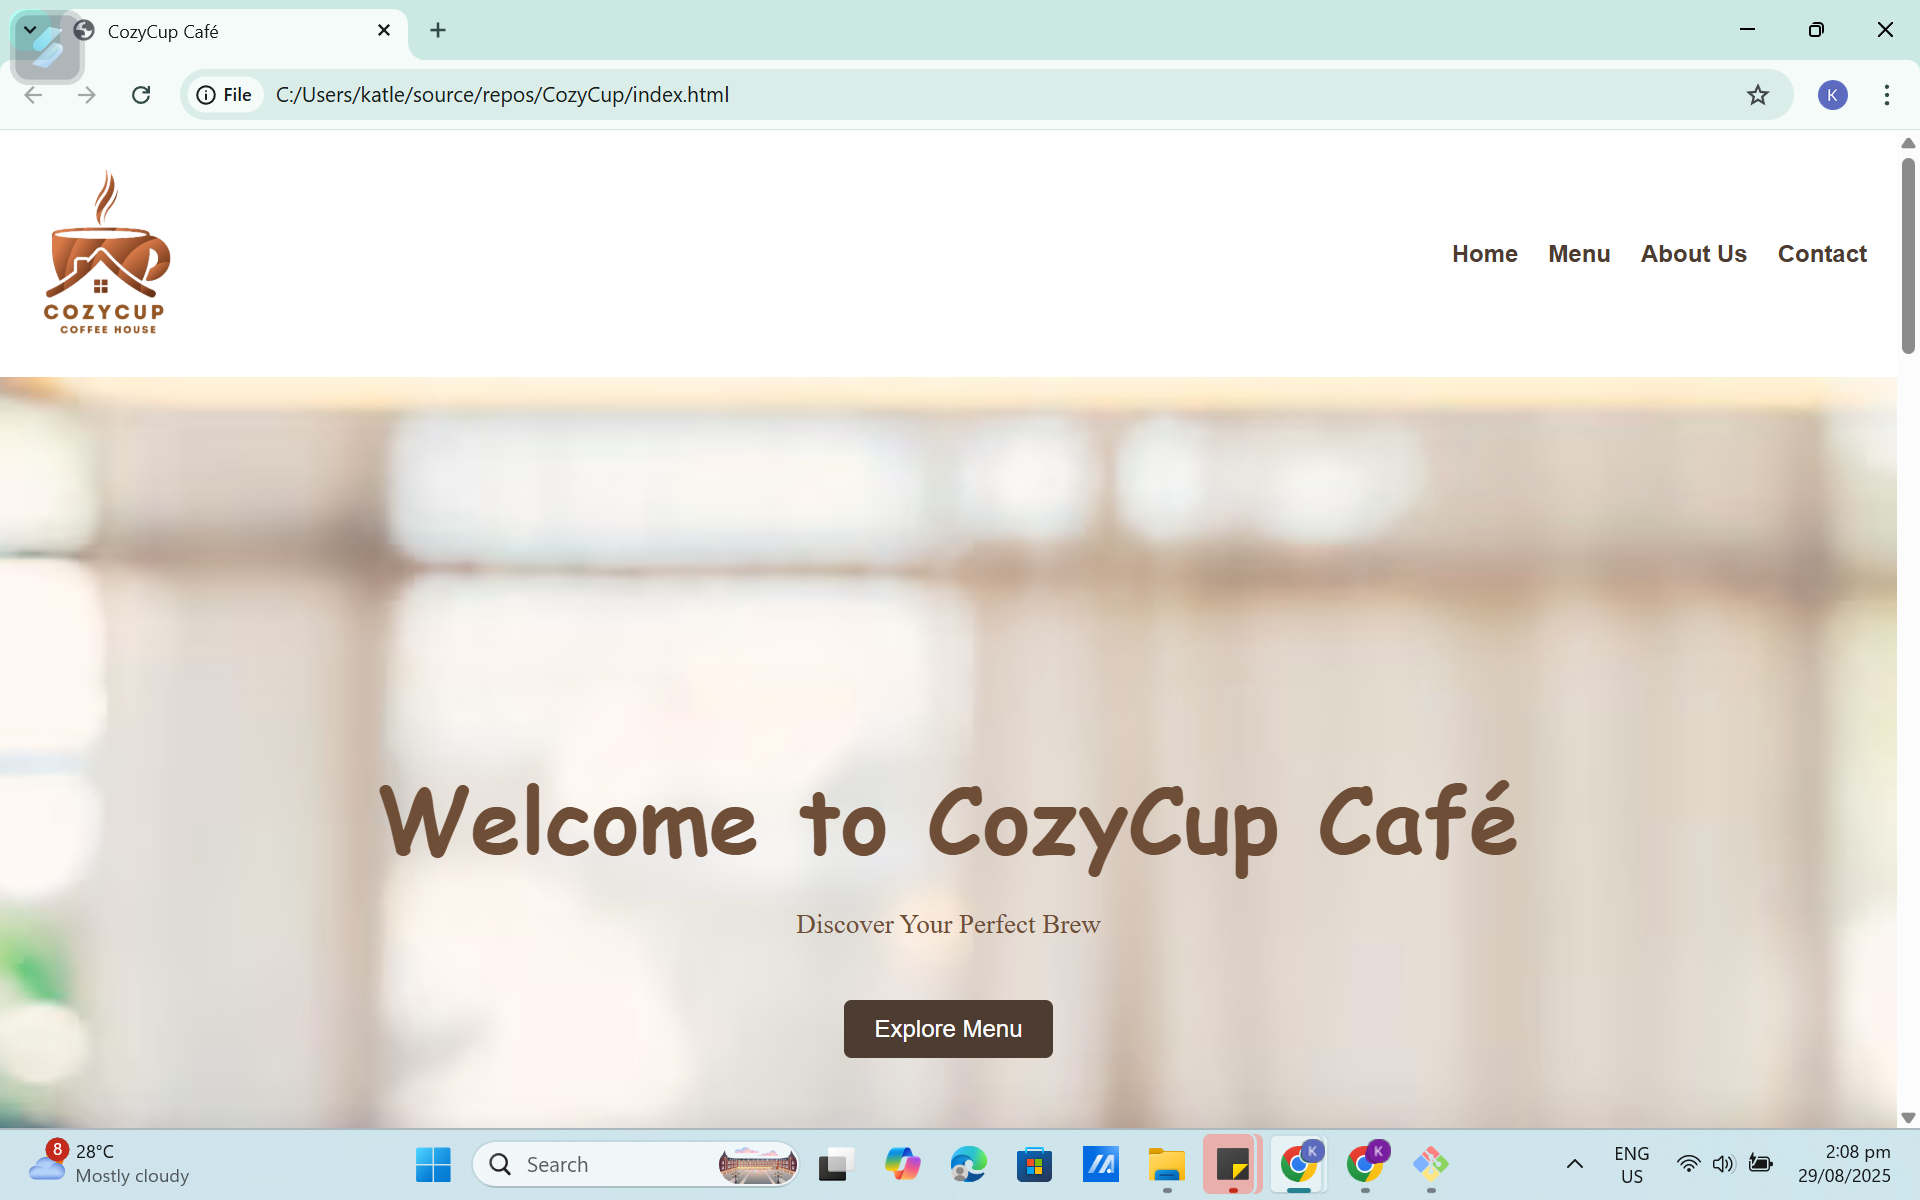 CozyCup Café
File
C:/Users/katle/source/repos/CozyCup/index.html
K
COZYCUP
COFFEE HOUSE
Home
Menu
About Us
Contact
Welcome to CozyCup Café
Discover Your Perfect Brew
Explore Menu
8
28°C
Mostly cloudy
Search
K
K
ENG
US
2:08 pm
29/08/2025